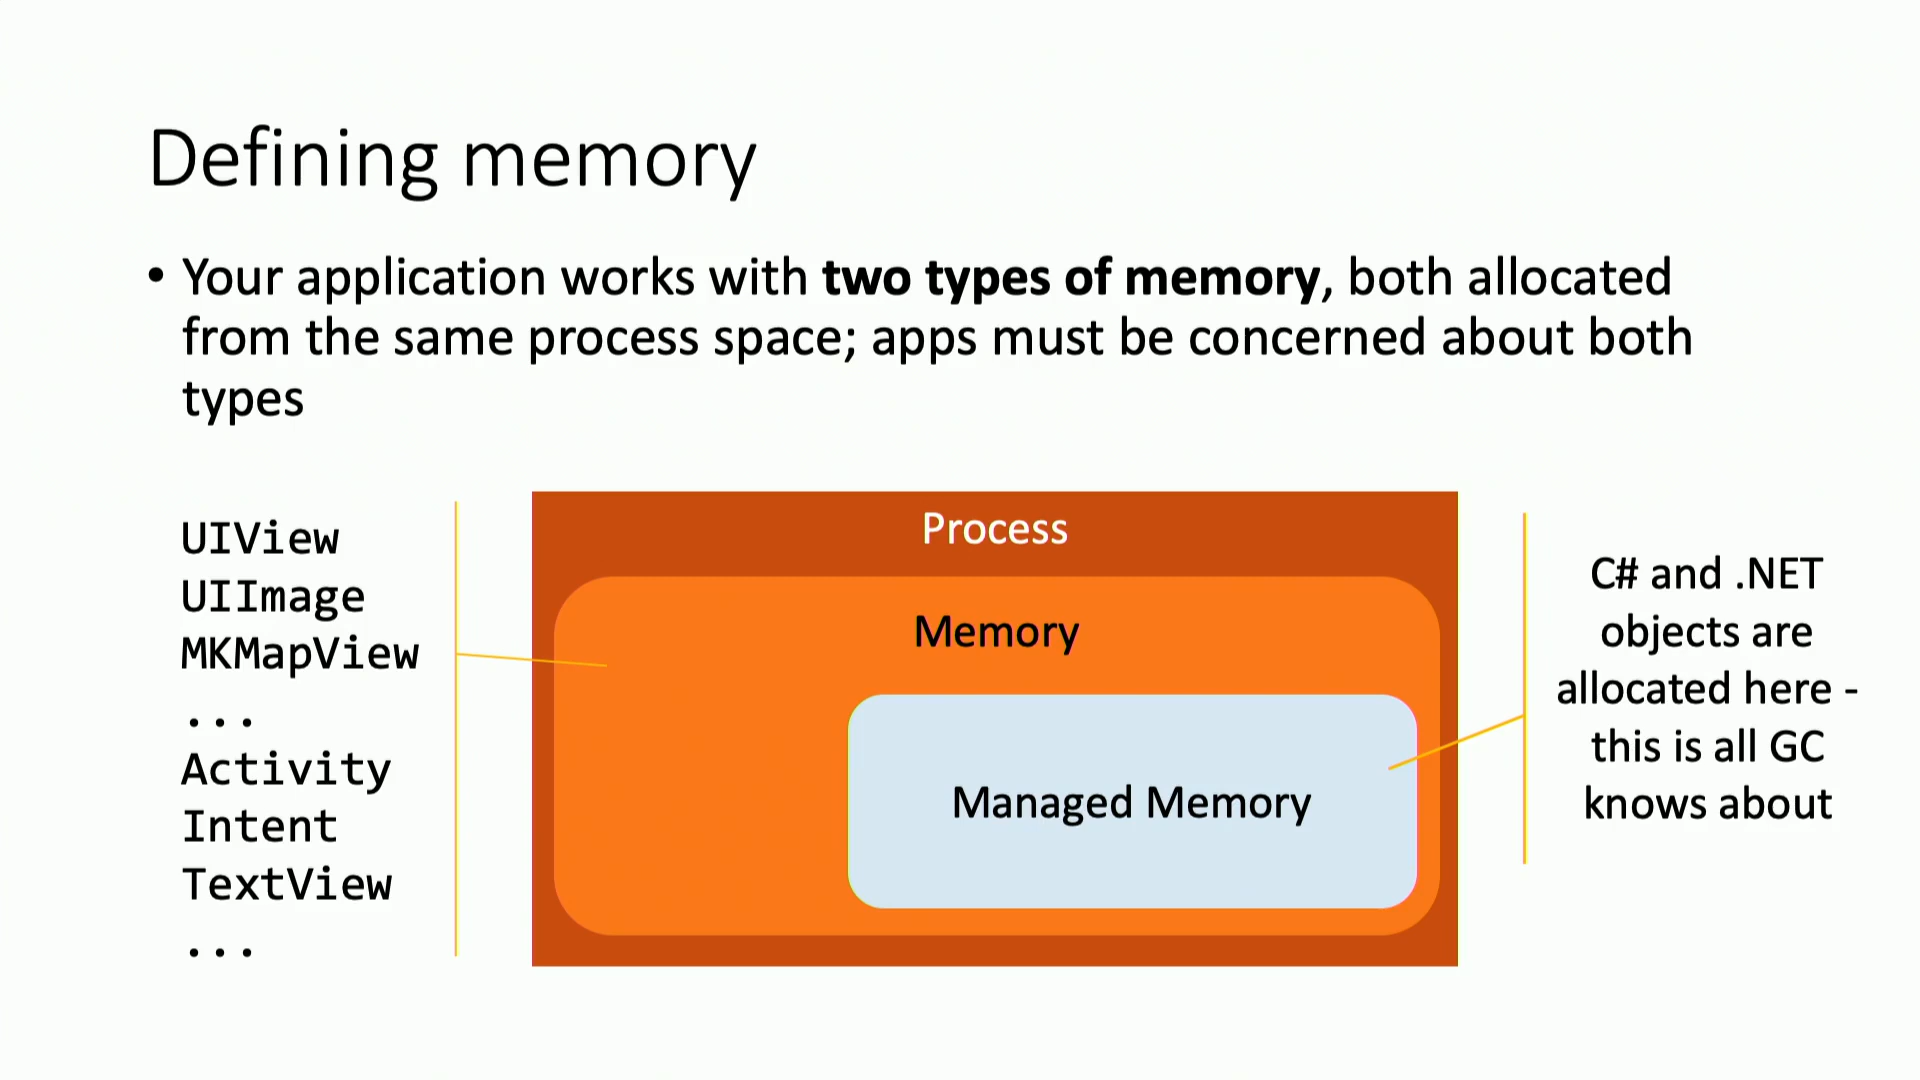 Defining memory
• Your application works with two types of memory, both allocated
from the same process space; apps must be concerned about both
types
UIView
UIImage
MKMapView
...
Activity
Intent
TextView
...
Process
Memory
Managed Memory
C# and .NET
objects are
allocated here -
this is all GC
knows about